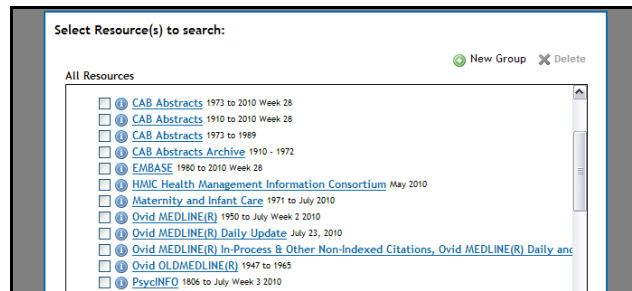 Select Resource(s) to search:
New Group Delete
All Resources
CAB Abstracts 1973 to 2010 Week 28
CAB Abstracts 1910 to 2010 Week 28
CAB Abstracts 1973 to 1989
CAB Abstracts Archive 1910 - 1972
EMBASE 1980 to 2010 Week 28
HMIC Health Management Information Consortium May 2010
Maternity and Infant Care 1971 to July 2010
Ovid MEDLINE(R) 1950 to July Week 2 2010
Ovid MEDLINE(R) Daily Update July 23, 2010
Ovid MEDLINE(R) In-Process & Other Non-Indexed Citations, Ovid MEDLINE(R) Daily and
Ovid OLDMEDLINE(R) 1947 to 1965
PsycINFO 1806 to July Week 3 2010